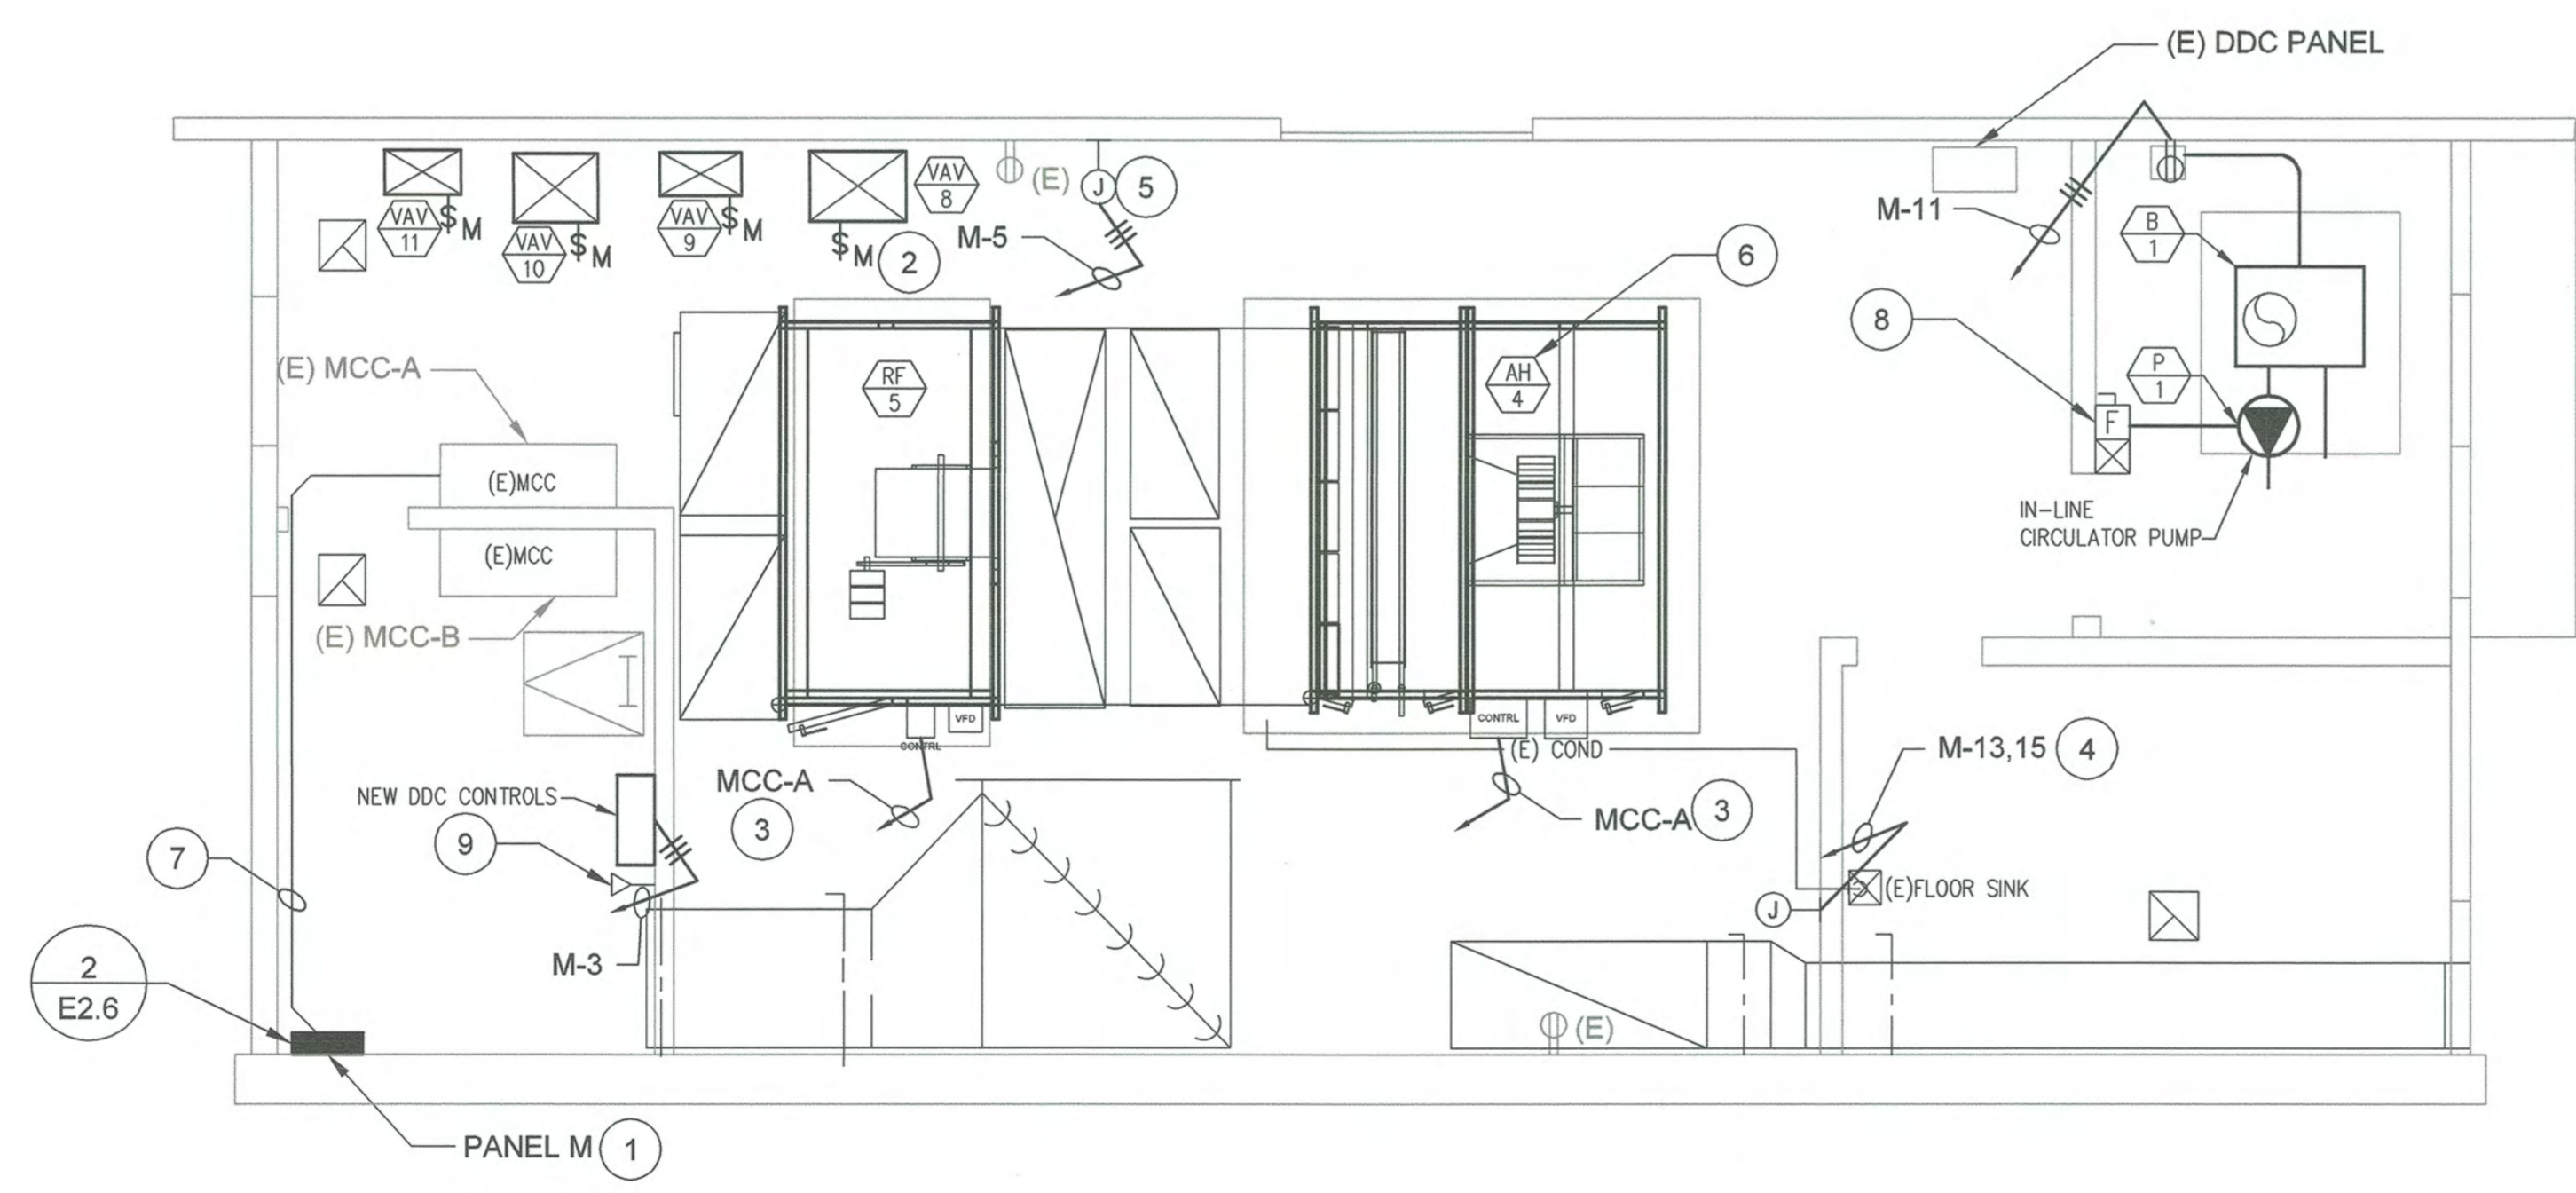 (E) DDC PANEL
VAV
11
$M
VAV
10
$M
VAV
9
$M
VAV
8
$M
2
(E)
J
5
M-5
6
M-11
B
1
8
P
1
F
IN-LINE
CIRCULATOR PUMP
(E) MCC-A
(E)MCC
(E)MCC
(E) MCC-B
RF
5
AH
4
VFD
CONTRL
CONTRL
VFD
(E) COND
MCC-A
3
MCC-A
3
M-13,15
4
NEW DDC CONTROLS
9
7
M-3
J
(E)FLOOR SINK
2
E2.6
(E)
PANEL M
1